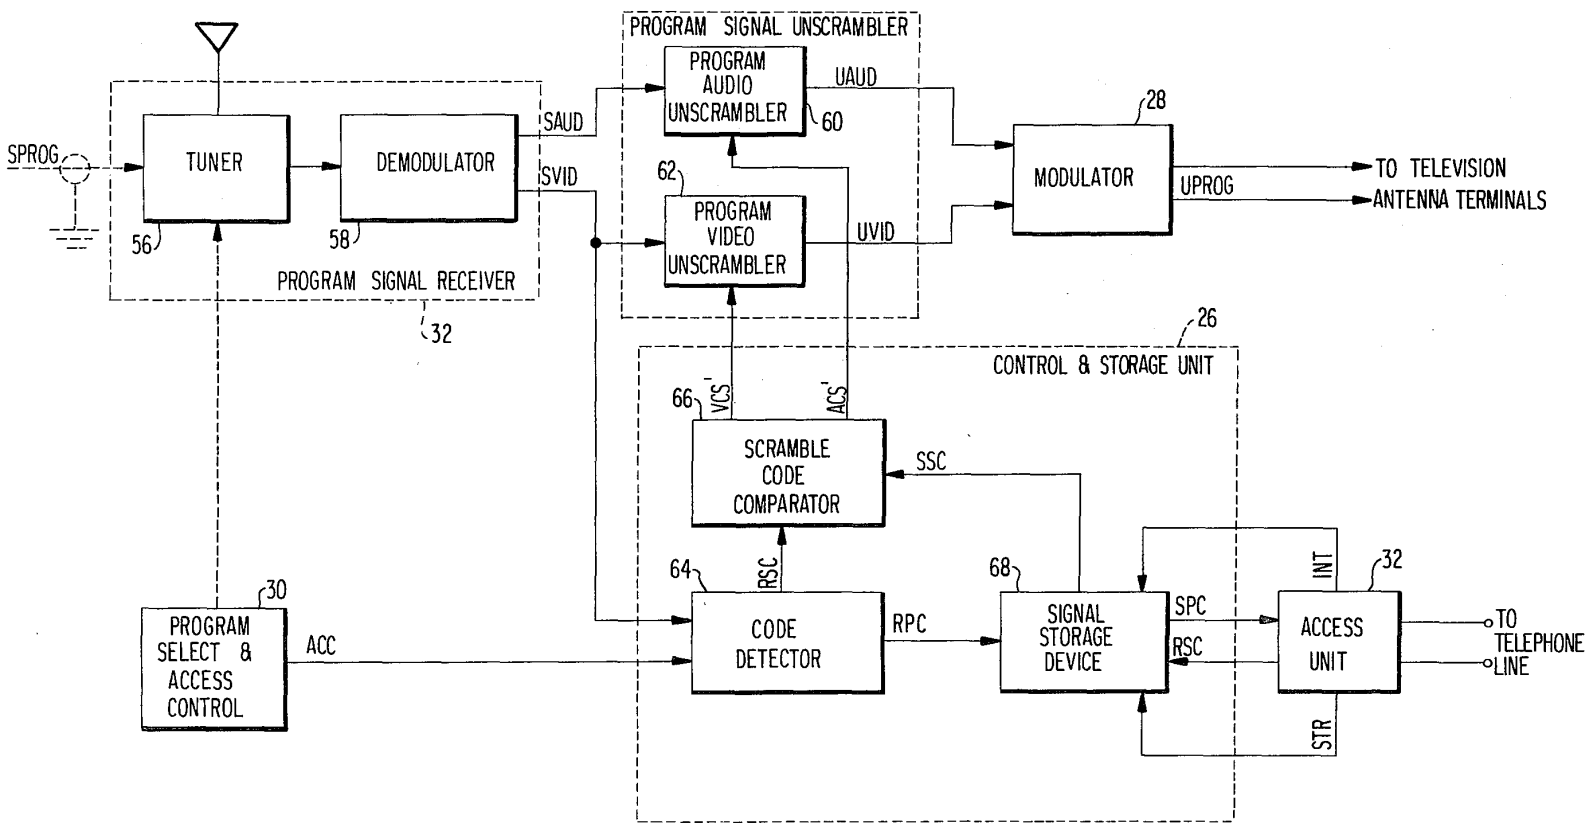 PROGRAM SIGNAL UNSCRAMBLER
PROGRAM
AUDIO
UNSCRAMBLER
60
UAUD
SAUD
SVID
SPROG
TUNER
56
DEMODULATOR
58
PROGRAM SIGNAL RECEIVER
32
62
PROGRAM
VIDEO
UNSCRAMBLER
UVID
28
MODULATOR
UPROG
TO TELEVISION
ANTENNA TERMINALS
26
CONTROL & STORAGE UNIT
VCS'
ACS'
66
SCRAMBLE
CODE
COMPARATOR
SSC
RSC
64
CODE
DETECTOR
RPC
68
SIGNAL
STORAGE
DEVICE
SPC
RSC
INT
STR
32
ACCESS
UNIT
TO
TELEPHONE
LINE
30
PROGRAM
SELECT &
ACCESS
CONTROL
ACC